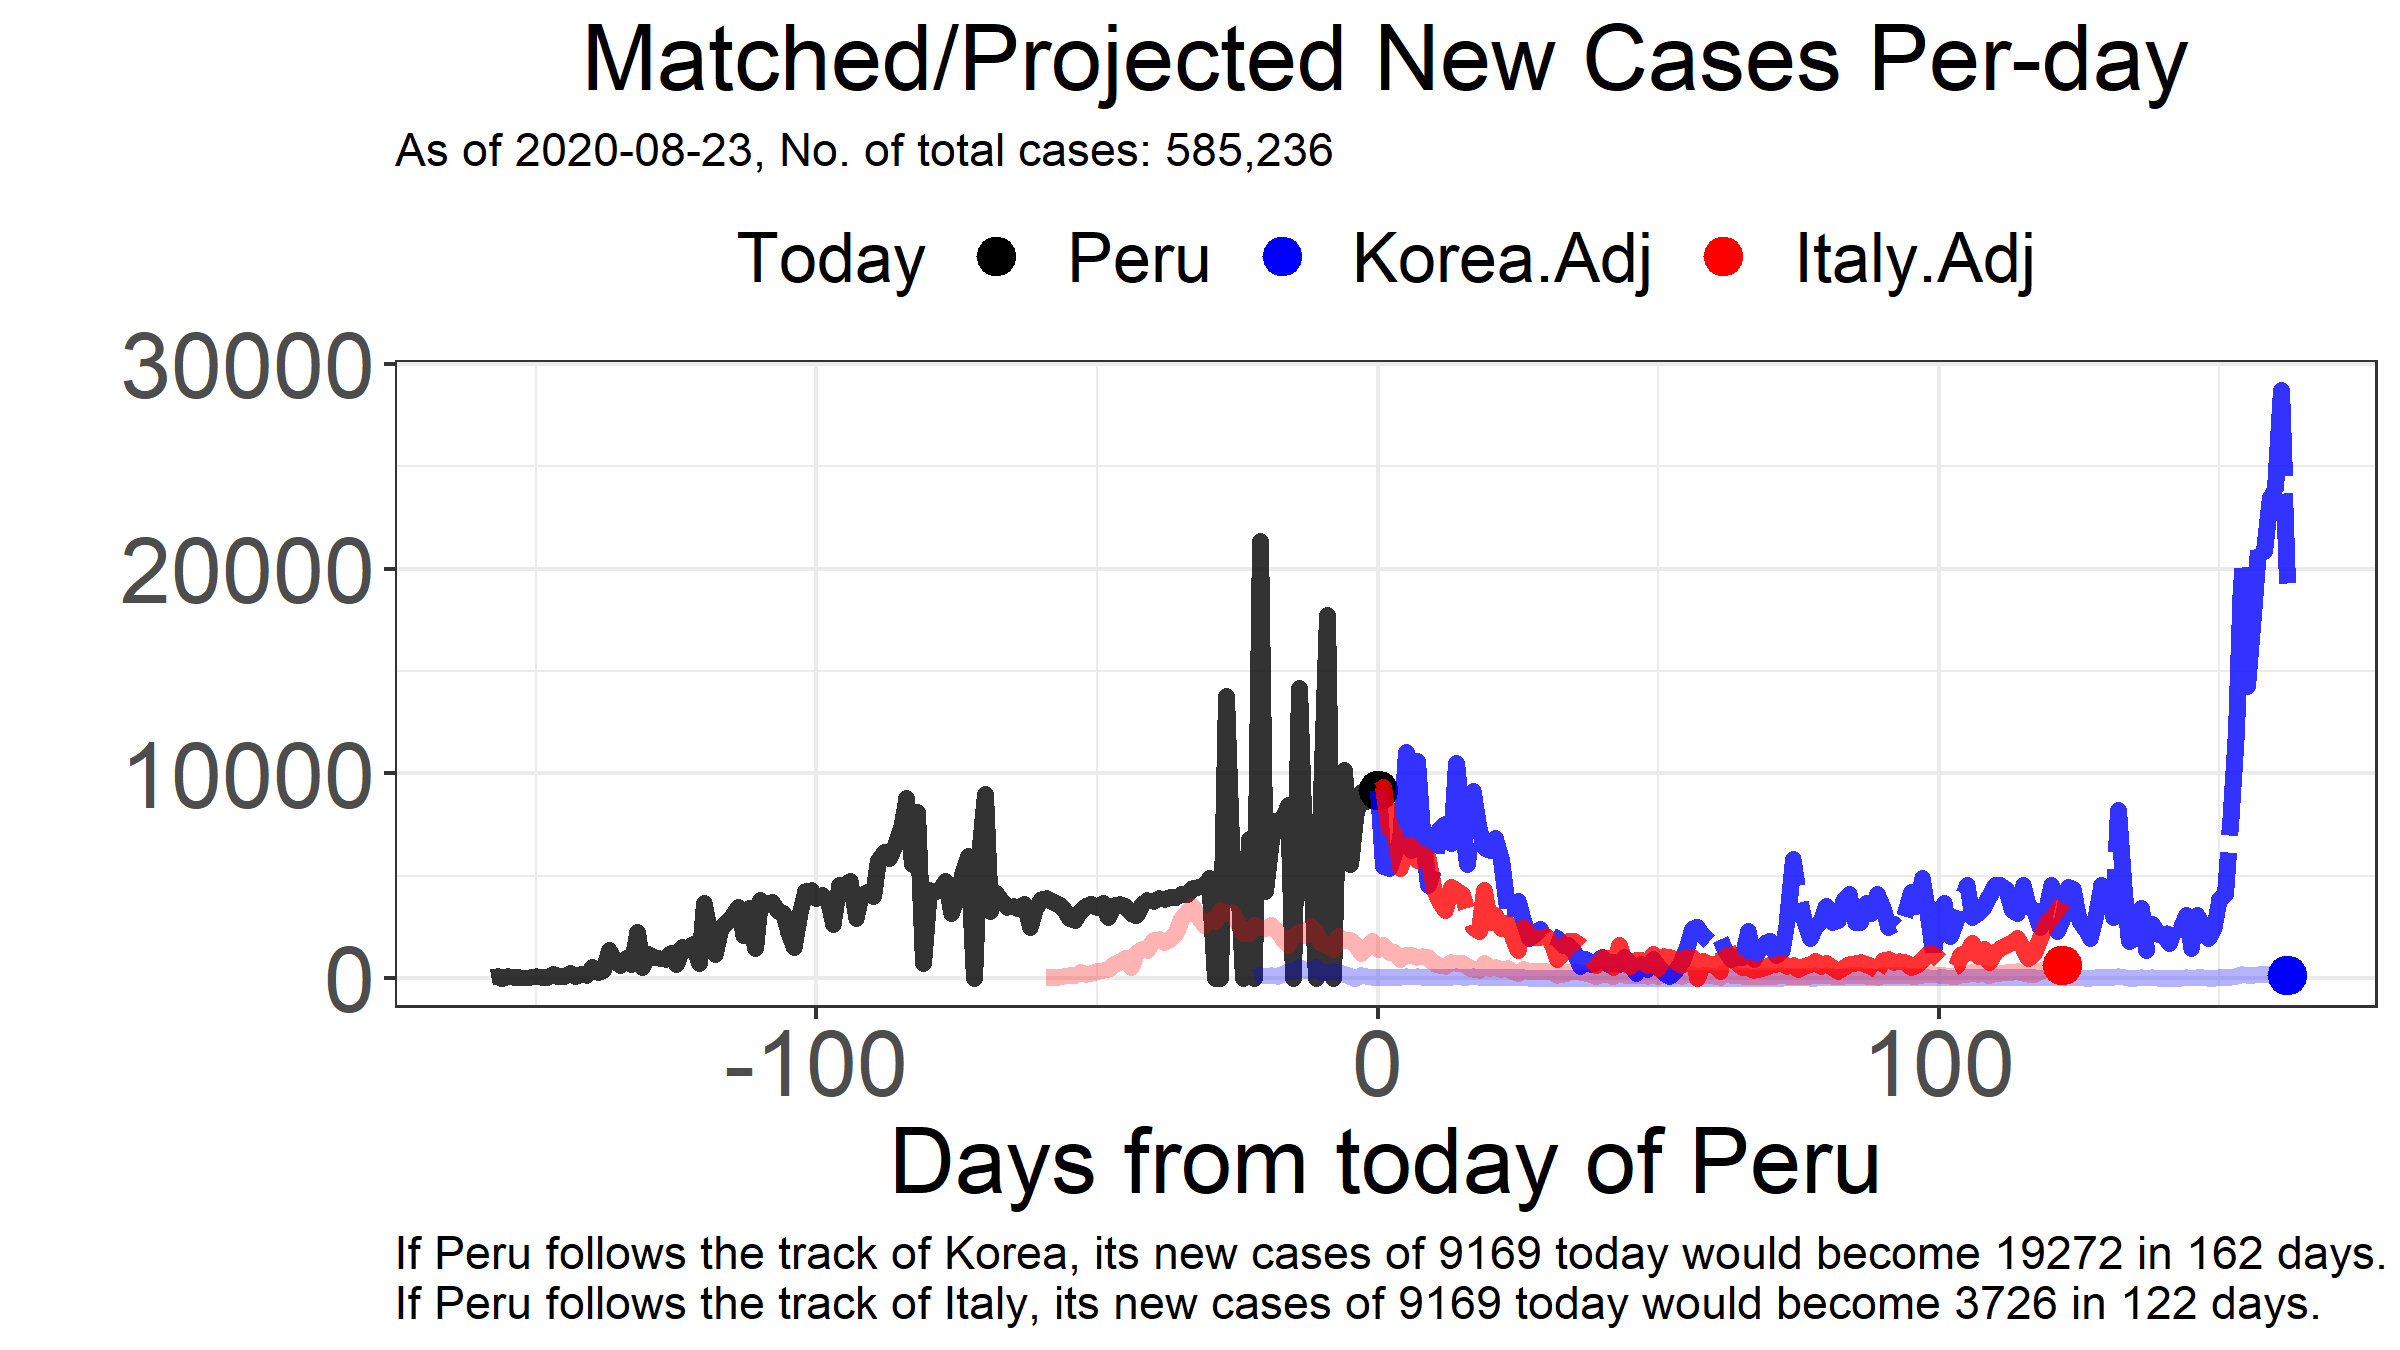 Matched/Projected New Cases Per-day
As of 2020-08-23, No. of total cases: 585,236
Today Peru Korea.Adj Italy.Adj
30000
20000
10000
0
-100 0 100
Days from today of Peru
If Peru follows the track of Korea, its new cases of 9169 today would become 19272 in 162 days.
If Peru follows the track of Italy, its new cases of 9169 today would become 3726 in 122 days.